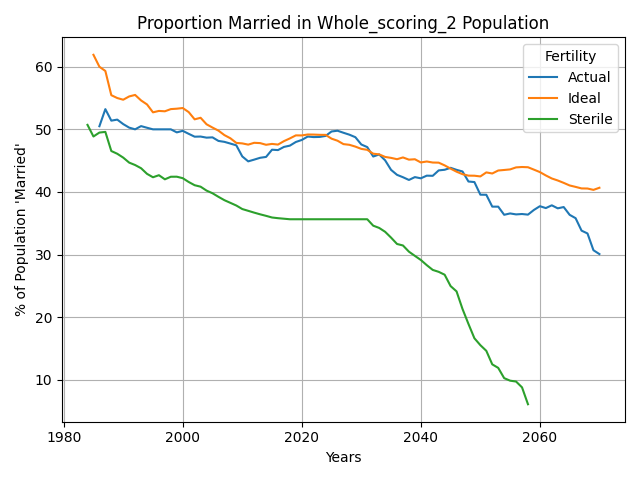 Proportion Married in Whole_scoring_2 Population
% of Population 'Married'
60
50
40
30
20
10
Fertility
Actual
Ideal
Sterile
1980
2000
2020
2040
2060
Years